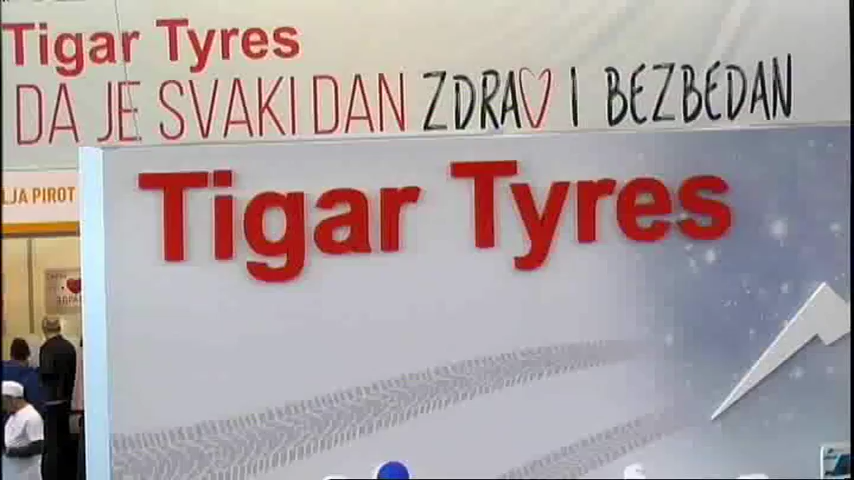 Tigar Tyres
DA JE SVAKI DAN ZDRAV I BEZBEDAN
LJA PIROT
Tigar Tyres